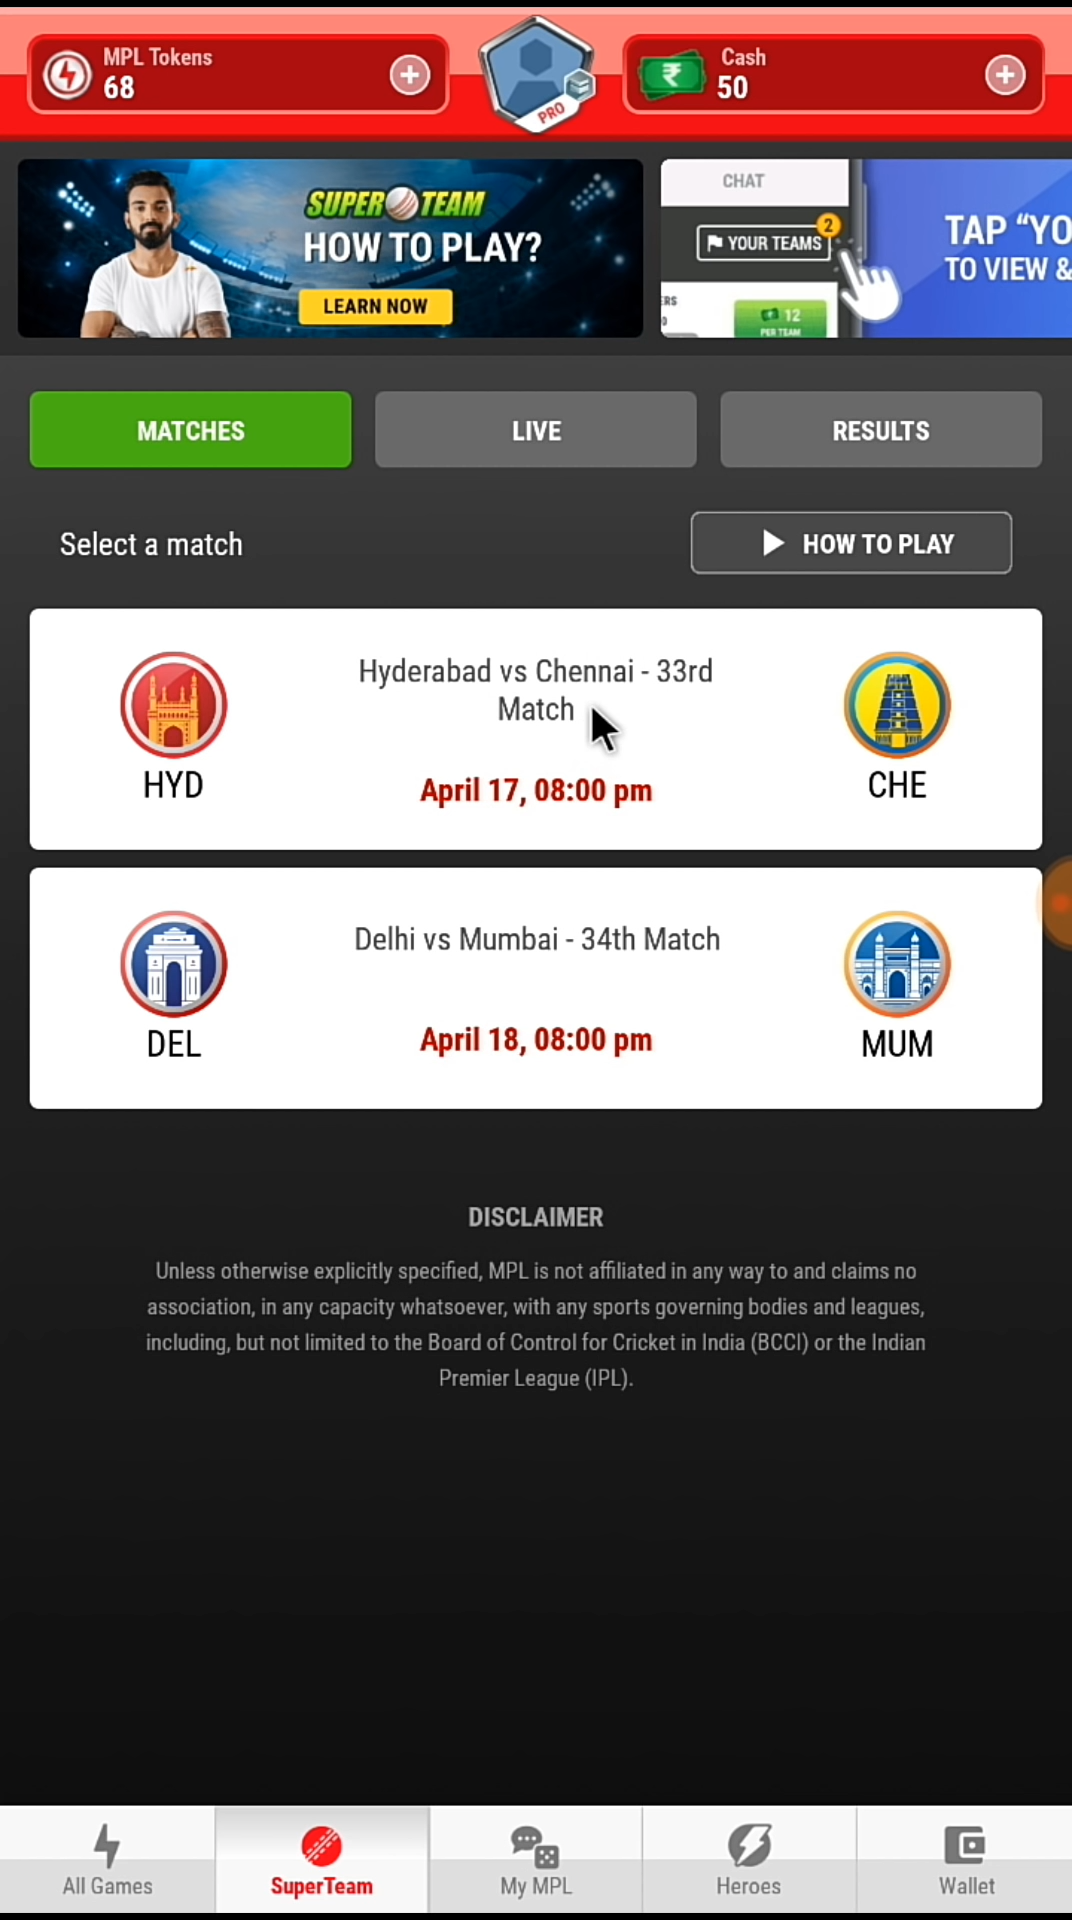 MPL Tokens
68
PRO
Cash
50
SUPER TEAM
HOW TO PLAY?
LEARN NOW
CHAT
YOUR TEAMS
2
ERS
0
12
PER TEAM
TAP “YO
TO VIEW &
MATCHES
LIVE
RESULTS
Select a match
HOW TO PLAY
Hyderabad vs Chennai - 33rd
Match
HYD
CHE
April 17, 08:00 pm
Delhi vs Mumbai - 34th Match
DEL
MUM
April 18, 08:00 pm
DISCLAIMER
Unless otherwise explicitly specified, MPL is not affiliated in any way to and claims no
association, in any capacity whatsoever, with any sports governing bodies and leagues,
including, but not limited to the Board of Control for Cricket in India (BCCI) or the Indian
Premier League (IPL).
All Games
SuperTeam
My MPL
Heroes
Wallet